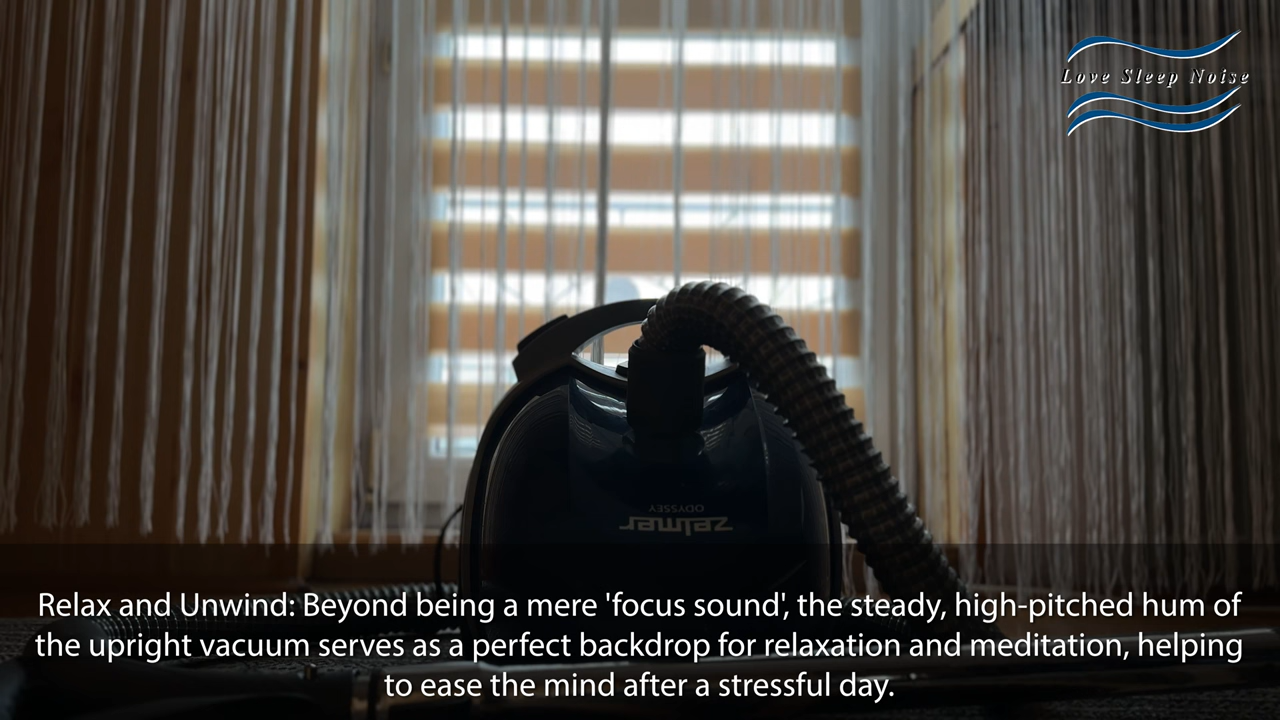 Love Sleep Noise
zelmer
ODYSSEY
Relax and Unwind: Beyond being a mere 'focus sound', the steady, high-pitched hum of
the upright vacuum serves as a perfect backdrop for relaxation and meditation, helping
to ease the mind after a stressful day.